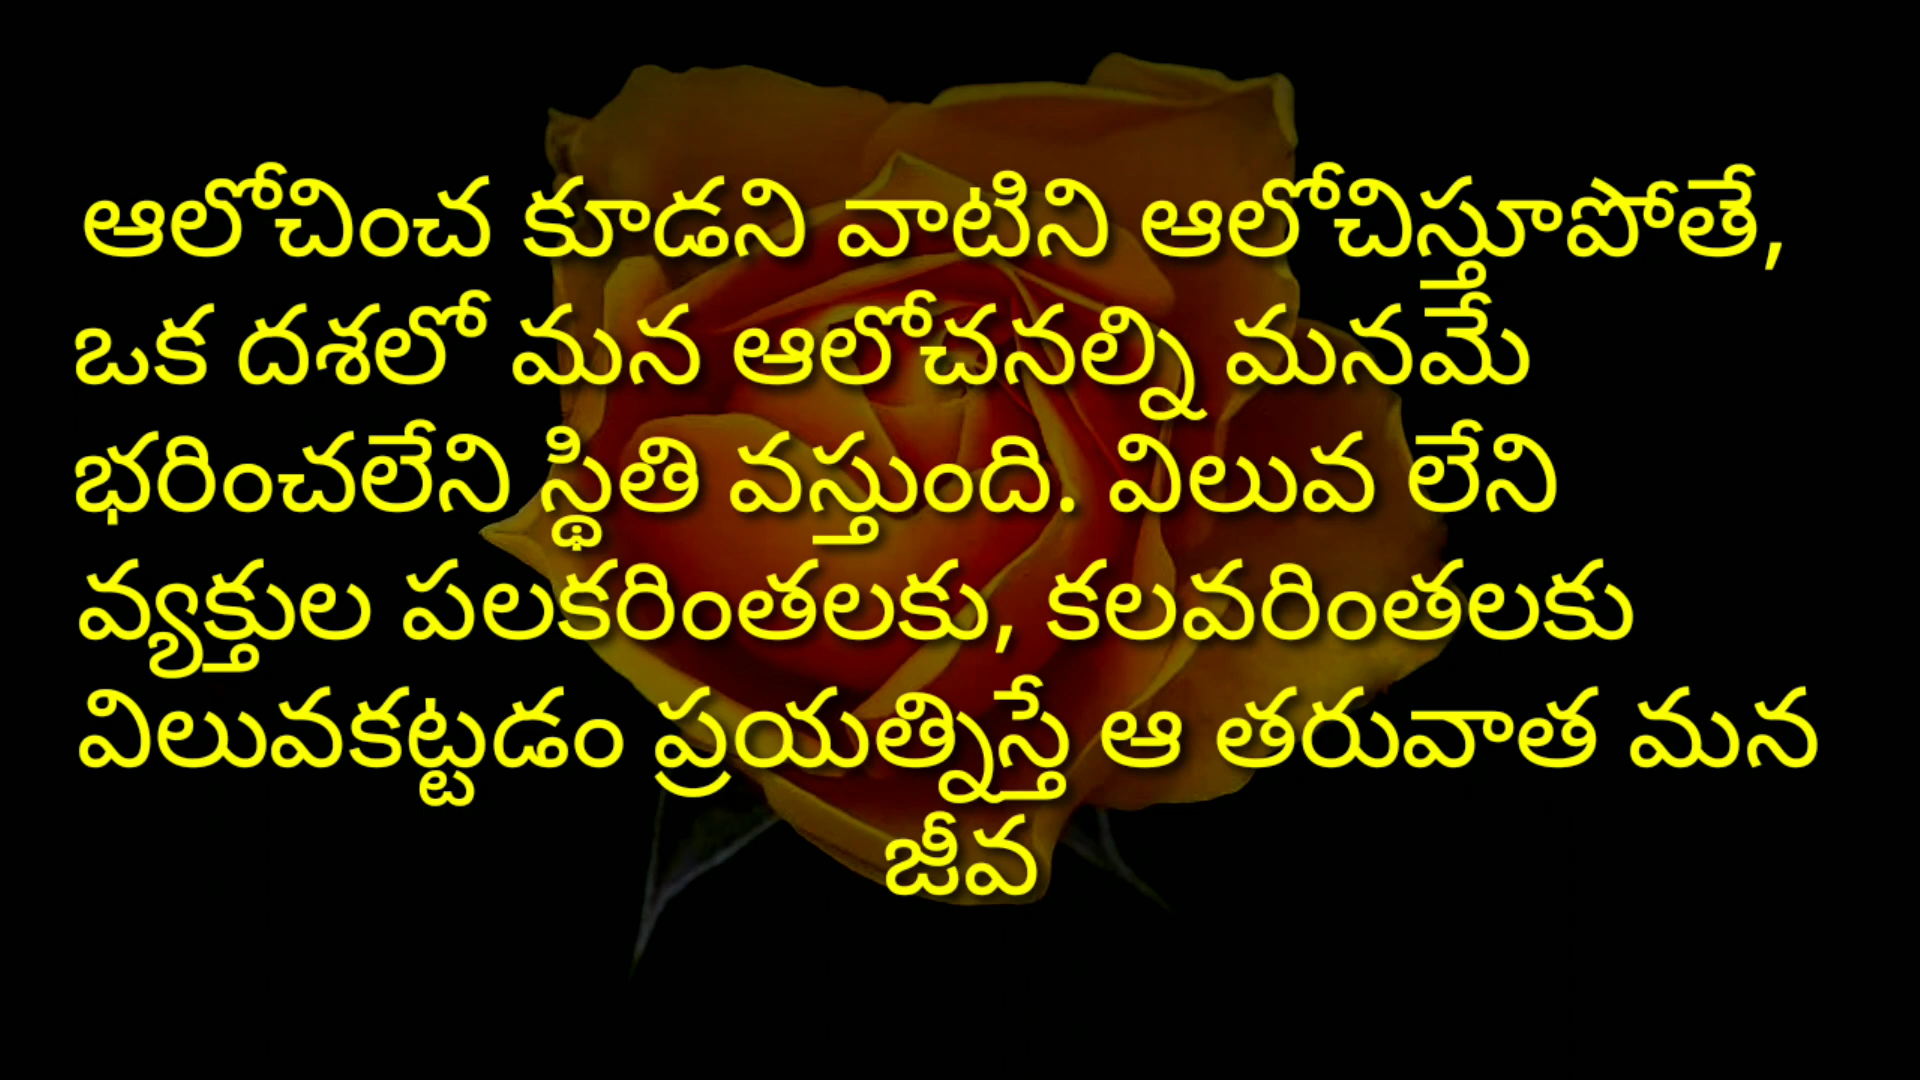 ఆలోచించ కూడని వాటిని ఆలోచిస్తూపోతే,
ఒక దశలో మన ఆలోచనల్ని మనమే
భరించలేని స్థితి వస్తుంది. విలువ లేని
వ్యక్తుల పలకరింతలకు, కలవరింతలకు
విలువకట్టడం ప్రయత్నిస్తే ఆ తరువాత మన
జీవ